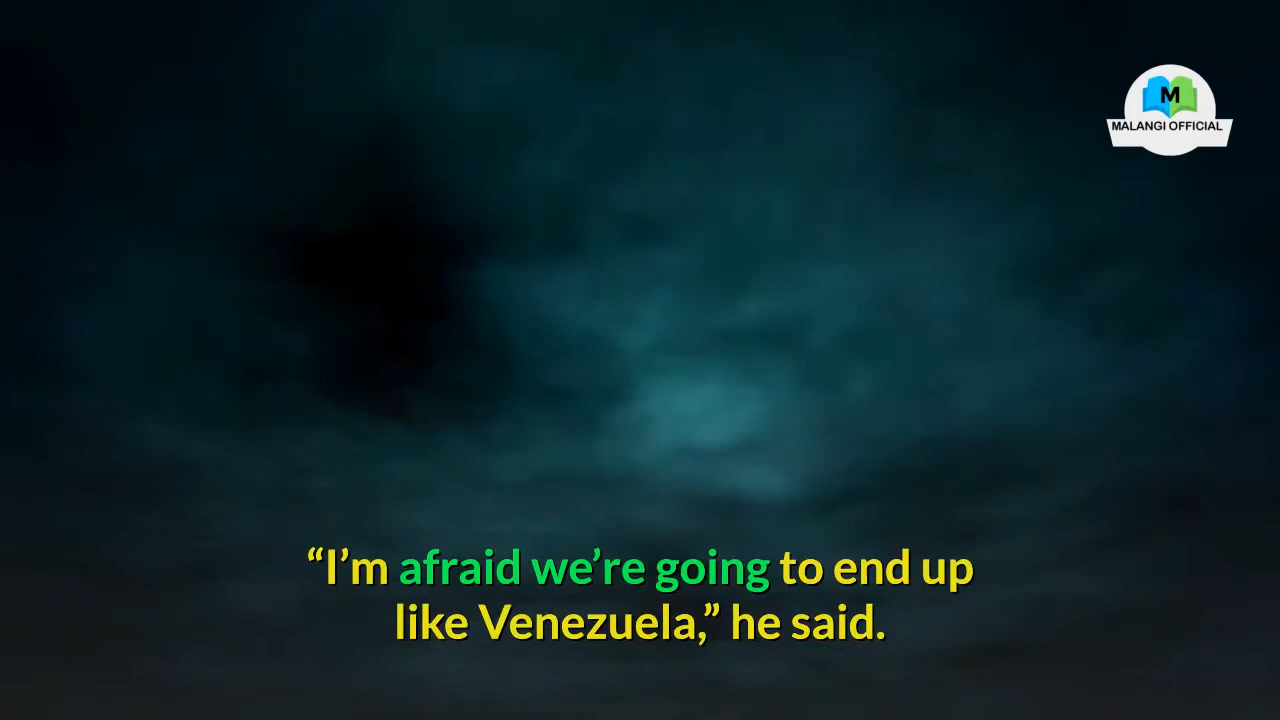 M
MALANGI OFFICIAL
“I’m afraid we’re going to end up
like Venezuela,” he said.